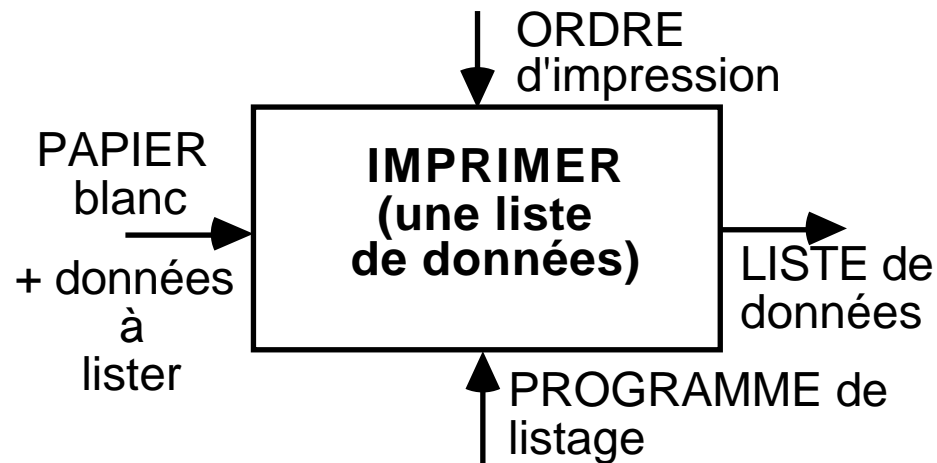 ORDRE
d'impression
PAPIER
blanc
+ données
à
lister
IMPRIMER
(une liste
de données)
LISTE de
données
PROGRAMME de
listage